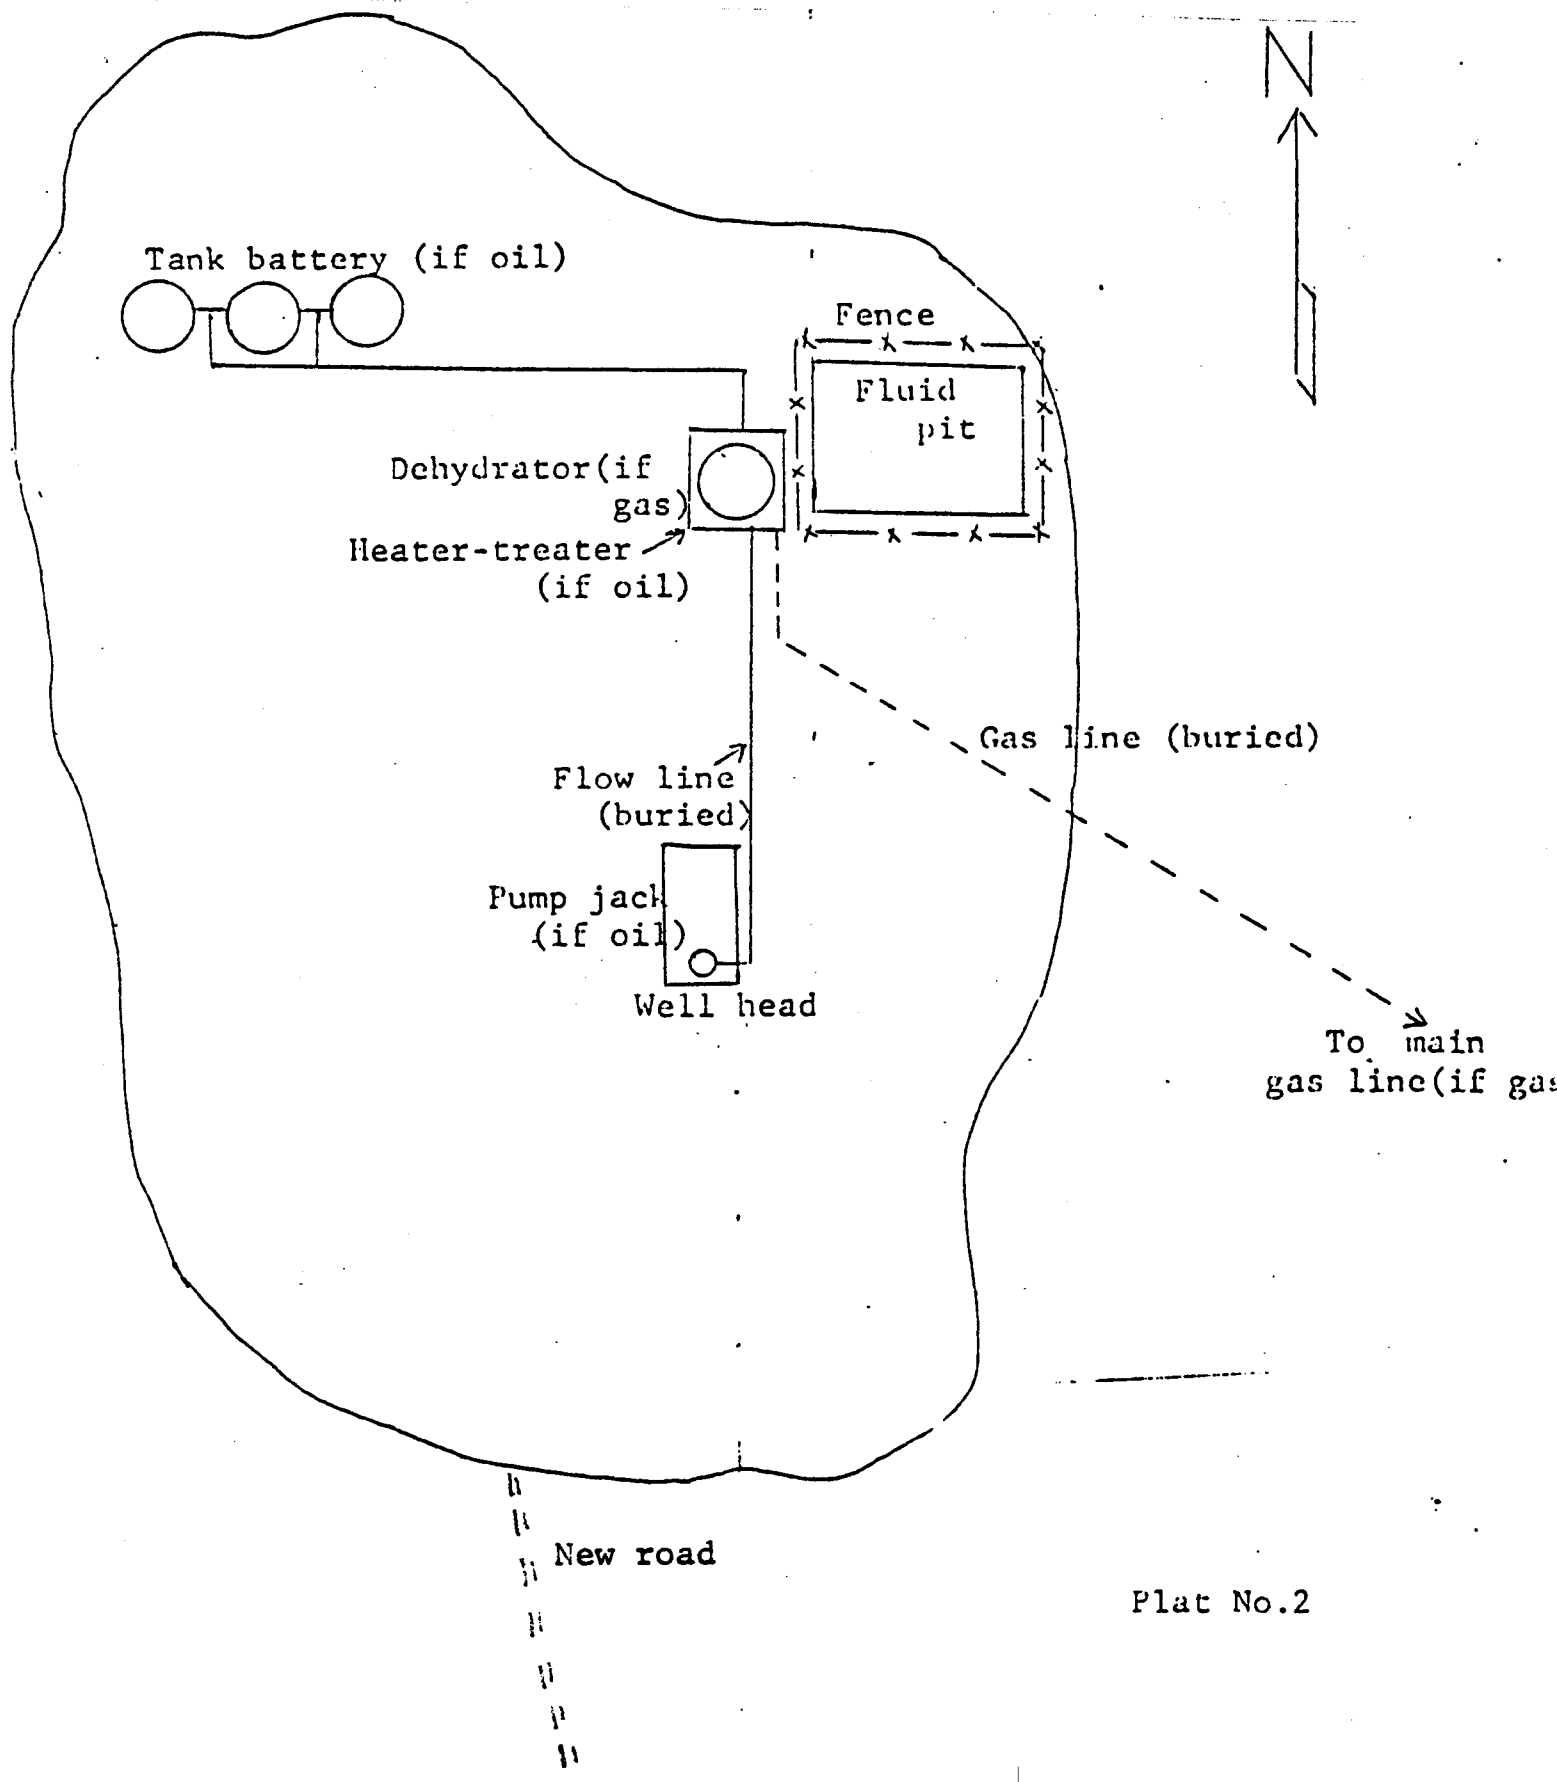 N
Tank battery (if oil)
Fence
Fluid
pit
Dehydrator(if
gas)
Heater-treater
(if oil)
Gas line (buried)
Flow line
(buried)
Pump jack
(if oil)
Well head
To main
gas line(if gas
New road
Plat No.2